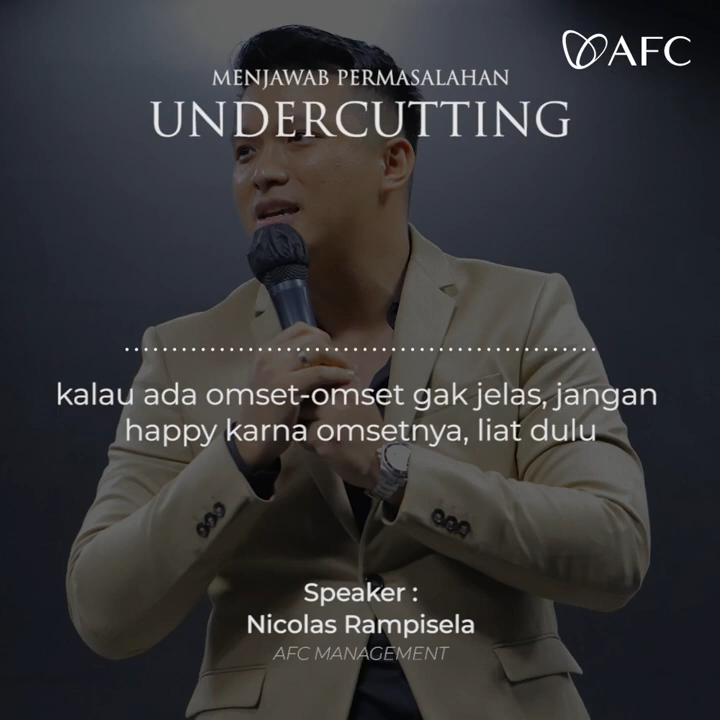 AFC
MENJAWAB PERMASALAHAN
UNDERCUTTING
kalau ada omset-omset gak jelas, jangan
happy karna omsetnya, liat dulu
Speaker :
Nicolas Rampisela
AFC MANAGEMENT